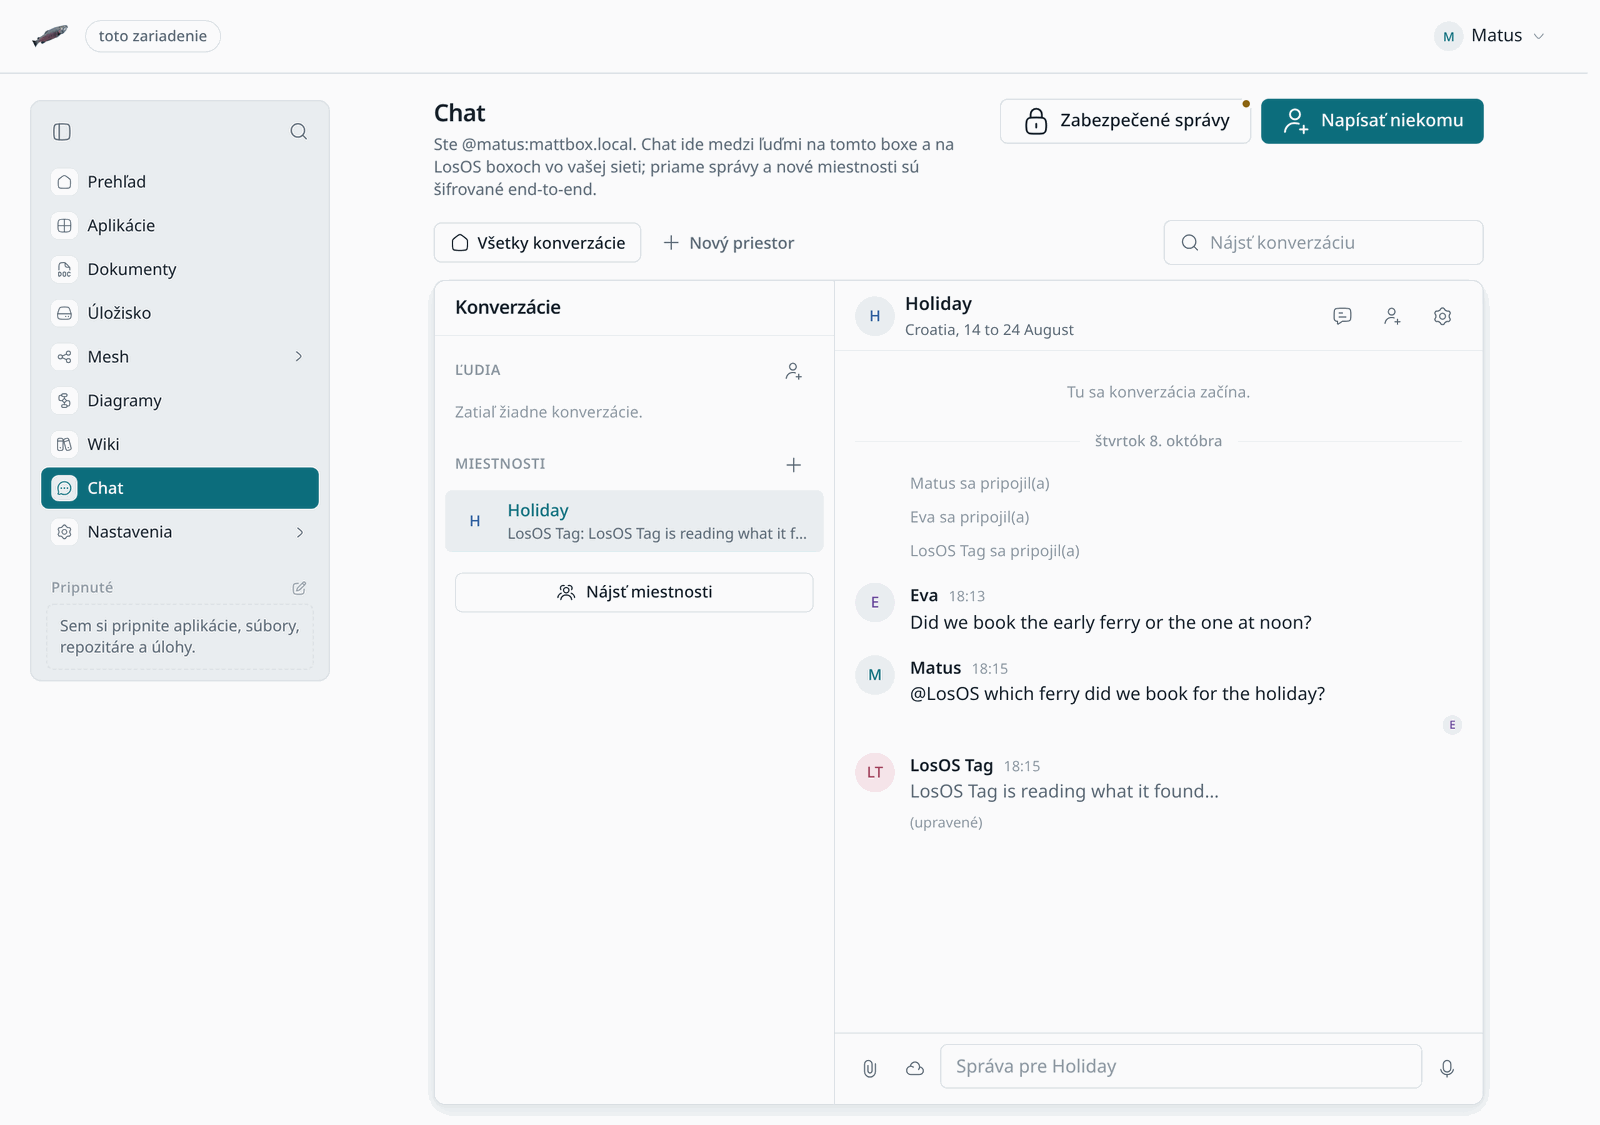 toto zariadenie
M Matus
Prehľad
Aplikácie
Dokumenty
Úložisko
Mesh
Diagramy
Wiki
Chat
Nastavenia
Pripnuté
Sem si pripnite aplikácie, súbory,
repozitáre a úlohy.
Chat
Ste @matus:mattbox.local. Chat ide medzi ľuďmi na tomto boxe a na
LosOS boxoch vo vašej sieti; priame správy a nové miestnosti sú
šifrované end-to-end.
Zabezpečené správy
Napísať niekomu
Všetky konverzácie
Nový priestor
Nájsť konverzáciu
Konverzácie
ĽUDIA
Zatiaľ žiadne konverzácie.
MIESTNOSTI
H
Holiday
LosOS Tag: LosOS Tag is reading what it f...
Nájsť miestnosti
H
Holiday
Croatia, 14 to 24 August
Tu sa konverzácia začína.
štvrtok 8. októbra
Matus sa pripojil(a)
Eva sa pripojil(a)
LosOS Tag sa pripojil(a)
E
Eva 18:13
Did we book the early ferry or the one at noon?
M
Matus 18:15
@LosOS which ferry did we book for the holiday?
E
LT
LosOS Tag 18:15
LosOS Tag is reading what it found...
(upravené)
Správa pre Holiday